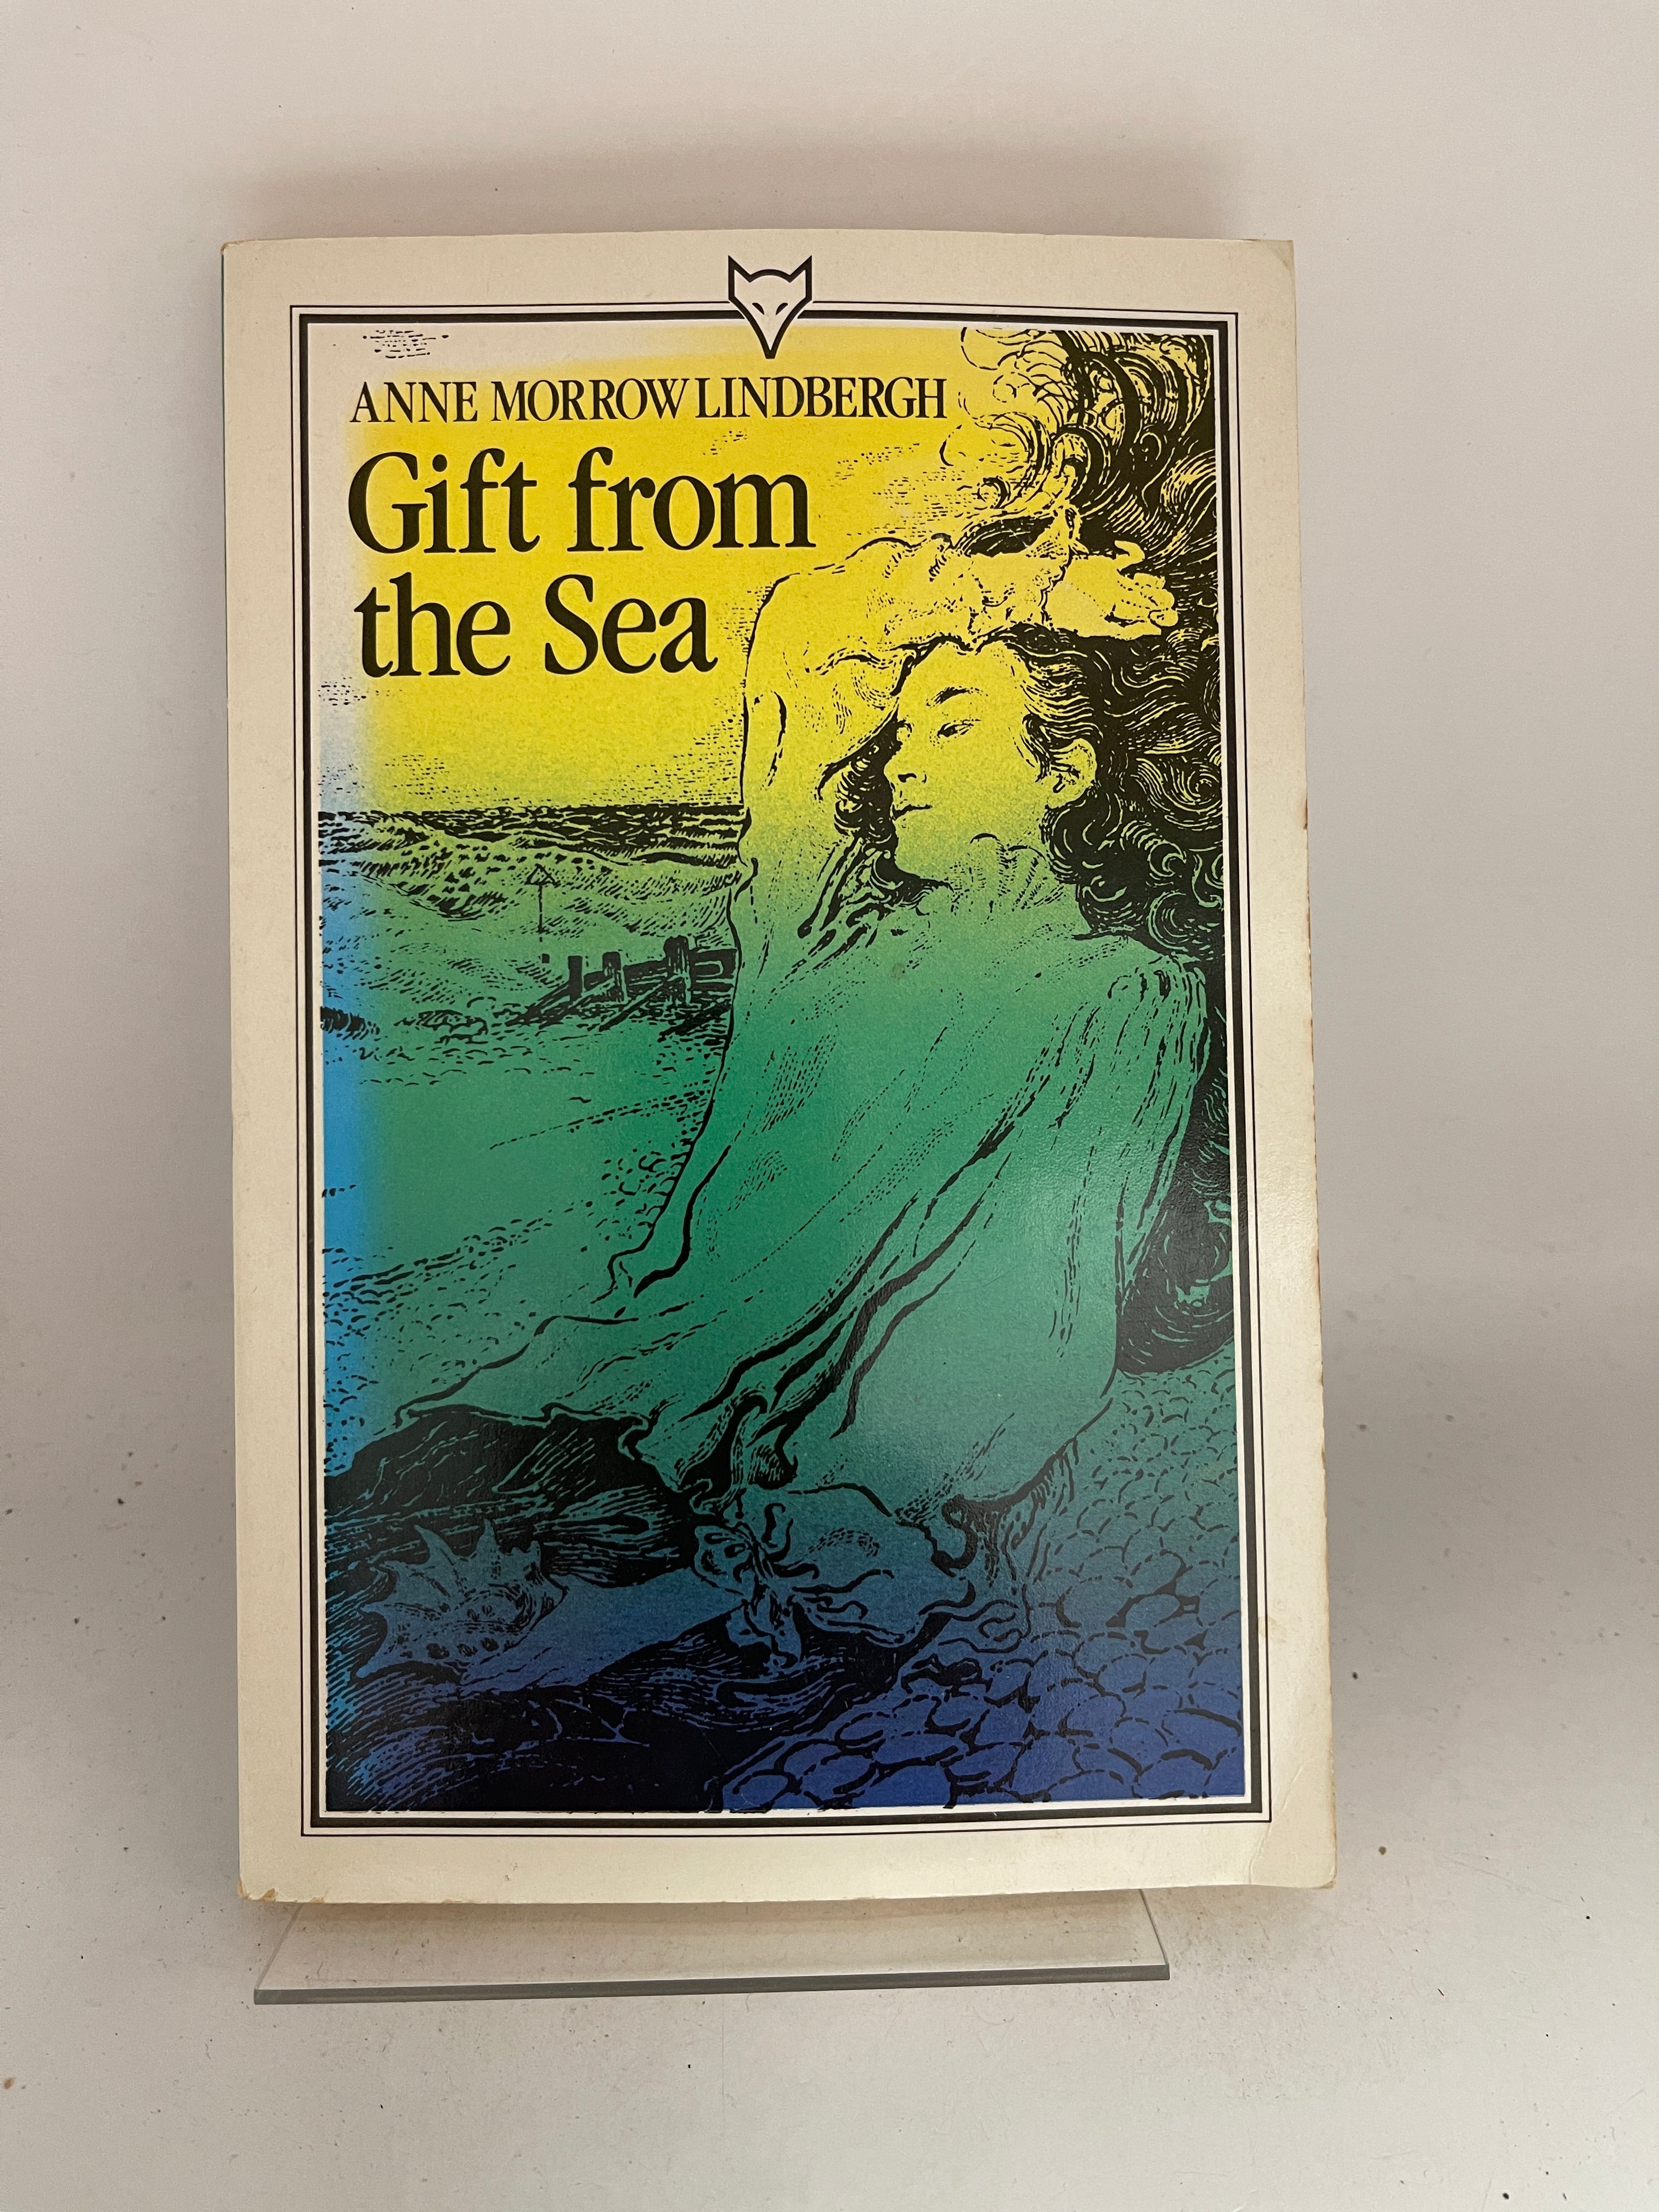 ANNE MORROW LINDBERGH
Gift from
the Sea